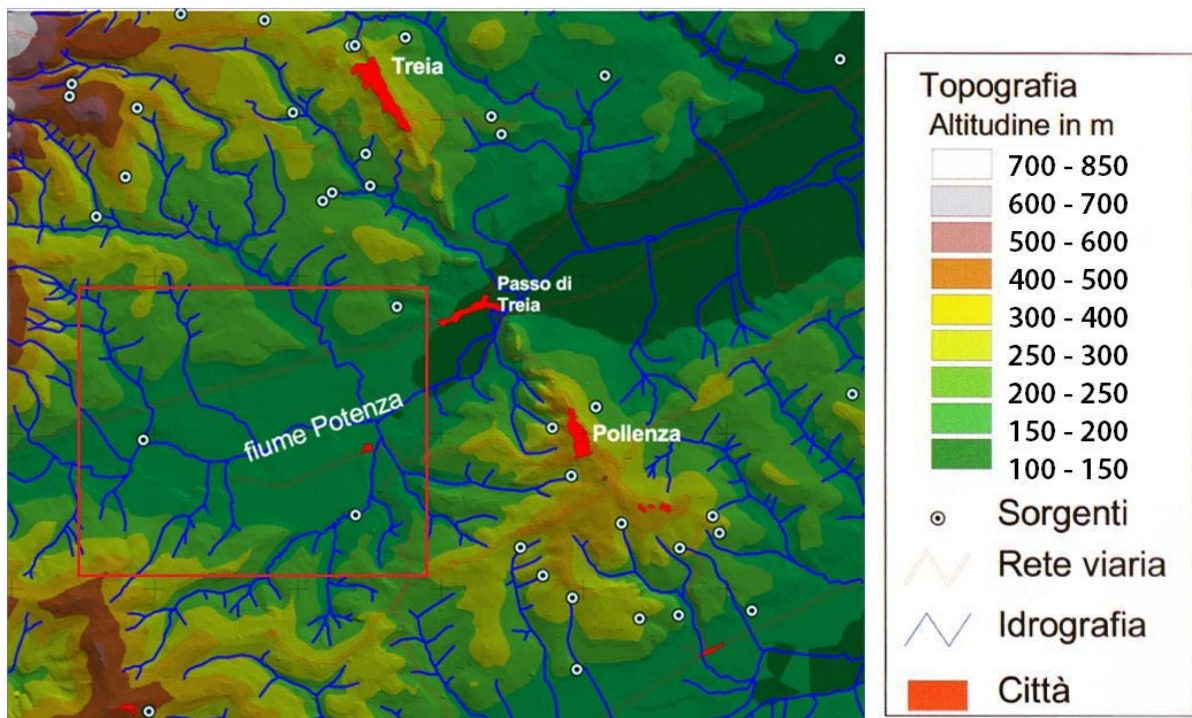 Treia
Passo di
Treia
fiume Potenza
Pollenza
Topografia
Altitudine in m
700 - 850
600 - 700
500 - 600
400 - 500
300 - 400
250 - 300
200 - 250
150 - 200
100 - 150
Sorgenti
Rete viaria
Idrografia
Città